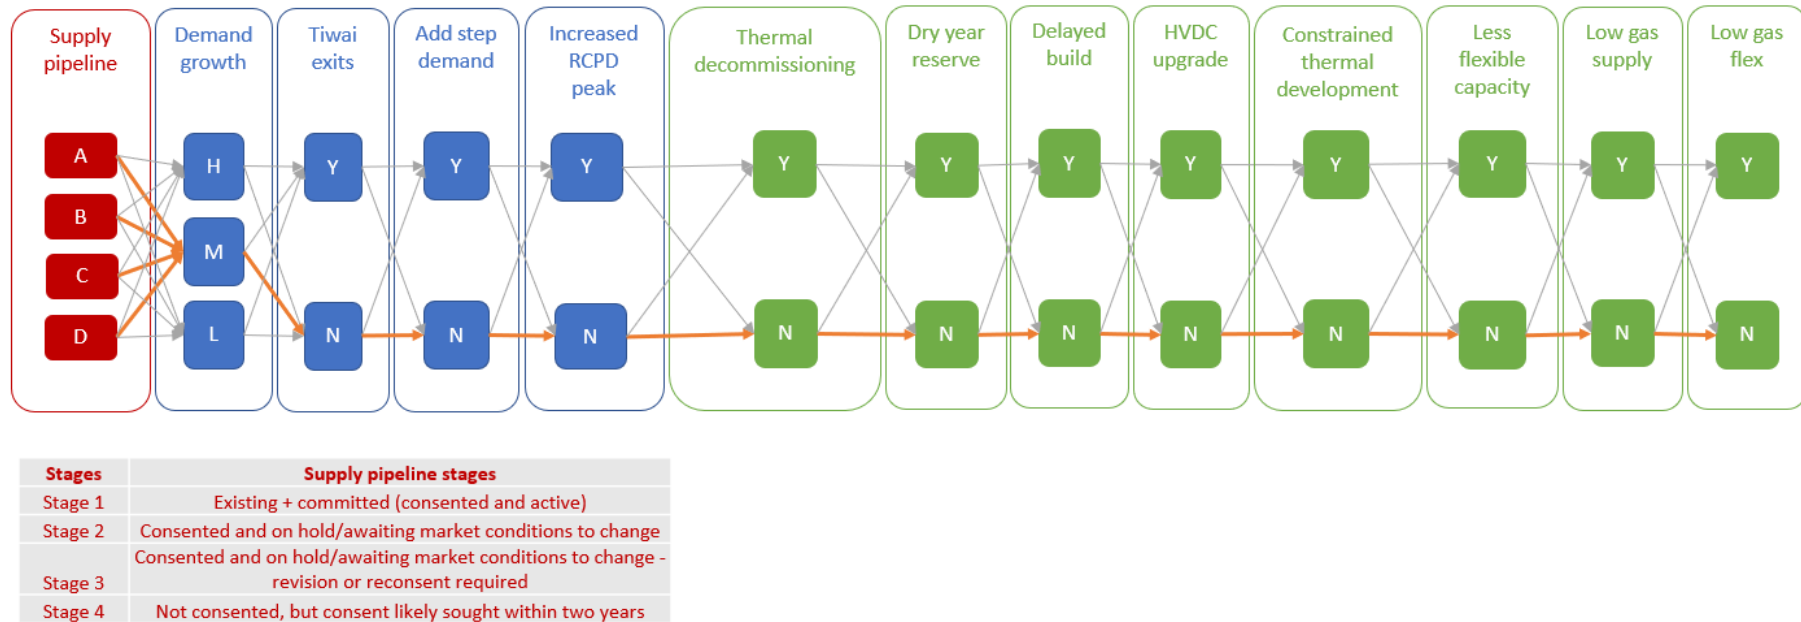 Supply
pipeline
Demand
growth
Tiwai
exits
Add step
demand
Increased
RCPD
peak
Thermal
decommissioning
Dry year
reserve
Delayed
build
HVDC
upgrade
Constrained
thermal
development
Less
flexible
capacity
Low gas
supply
Low gas
flex
A
B
C
D
H
M
L
Y
N
Y
N
Y
N
Y
N
Y
N
Y
N
Y
N
Y
N
Y
N
Y
N
Y
N
Stages Supply pipeline stages
Stage 1 Existing + committed (consented and active)
Stage 2 Consented and on hold/awaiting market conditions to change
Stage 3 Consented and on hold/awaiting market conditions to change -
revision or reconsent required
Stage 4 Not consented, but consent likely sought within two years